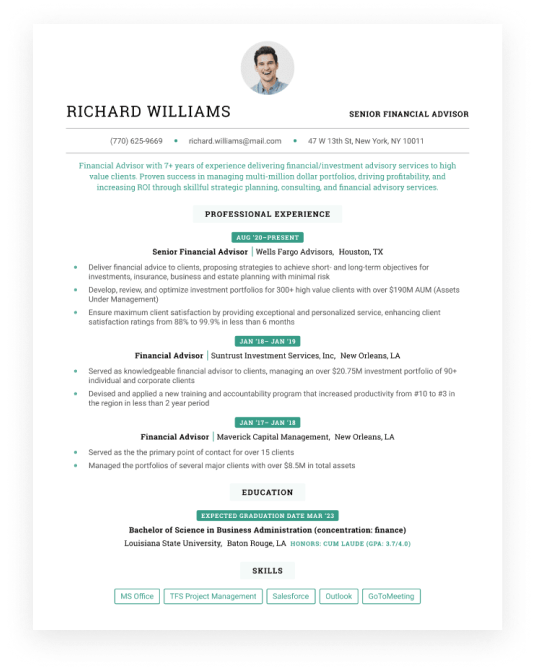 RICHARD WILLIAMS
SENIOR FINANCIAL ADVISOR
(770) 625-9669 • richard.williams@mail.com • 47 W 13th St, New York, NY 10011
Financial Advisor with 7+ years of experience delivering financial/investment advisory services to high
value clients. Proven success in managing multi-million dollar portfolios, driving profitability, and
increasing ROI through skillful strategic planning, consulting, and financial advisory services.
PROFESSIONAL EXPERIENCE
AUG '20–PRESENT
Senior Financial Advisor | Wells Fargo Advisors, Houston, TX
• Deliver financial advice to clients, proposing strategies to achieve short- and long-term objectives for
investments, insurance, business and estate planning with minimal risk
• Develop, review, and optimize investment portfolios for 300+ high value clients with over $190M AUM (Assets
Under Management)
• Ensure maximum client satisfaction by providing exceptional and personalized service, enhancing client
satisfaction ratings from 88% to 99.9% in less than 6 months
JAN '18– JAN '19
Financial Advisor | Suntrust Investment Services, Inc, New Orleans, LA
• Served as knowledgeable financial advisor to clients, managing an over $20.75M investment portfolio of 90+
individual and corporate clients
• Devised and applied a new training and accountability program that increased productivity from #10 to #3 in
the region in less than 2 year period
JAN '17– JAN '18
Financial Advisor | Maverick Capital Management, New Orleans, LA
• Served as the the primary point of contact for over 15 clients
• Managed the portfolios of several major clients with over $8.5M in total assets
EDUCATION
EXPECTED GRADUATION DATE MAR '23
Bachelor of Science in Business Administration (concentration: finance)
Louisiana State University, Baton Rouge, LA HONORS: CUM LAUDE (GPA: 3.7/4.0)
SKILLS
MS Office
TFS Project Management
Salesforce
Outlook
GoToMeeting